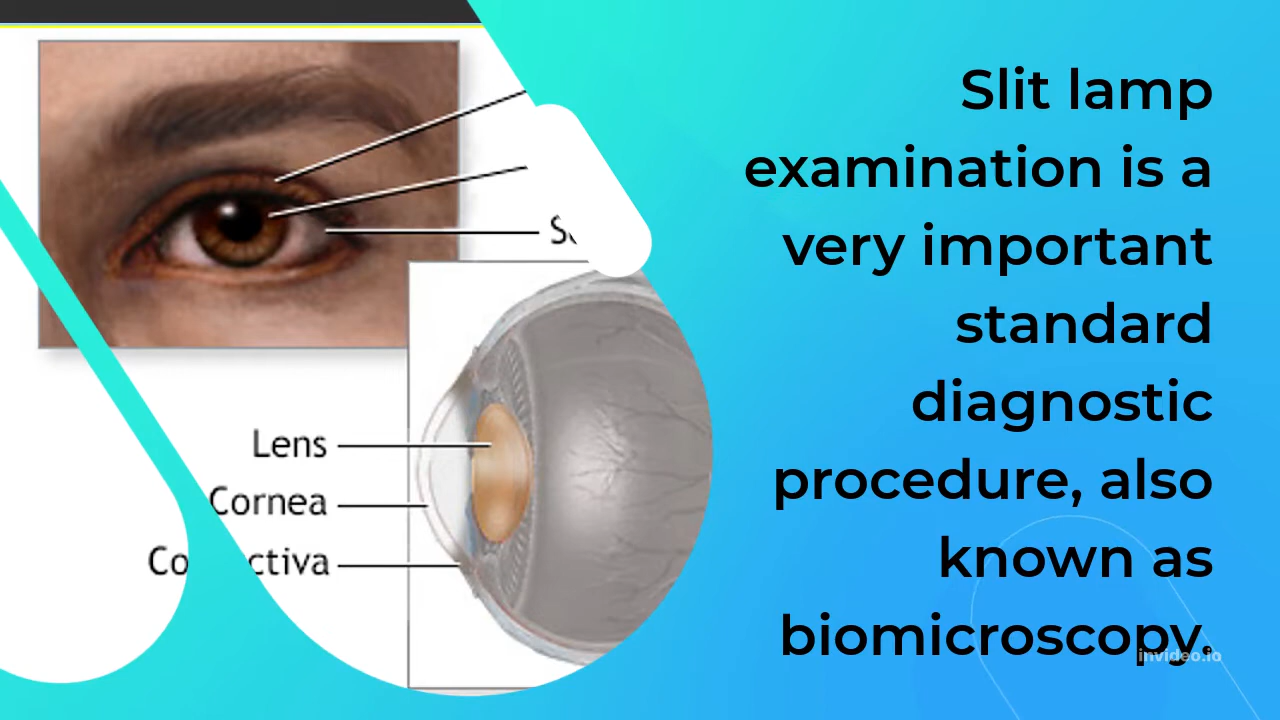 Slit lamp
examination is a
very important
standard
diagnostic
procedure, also
known as
biomicroscopy.
Lens
Cornea
invideo.io